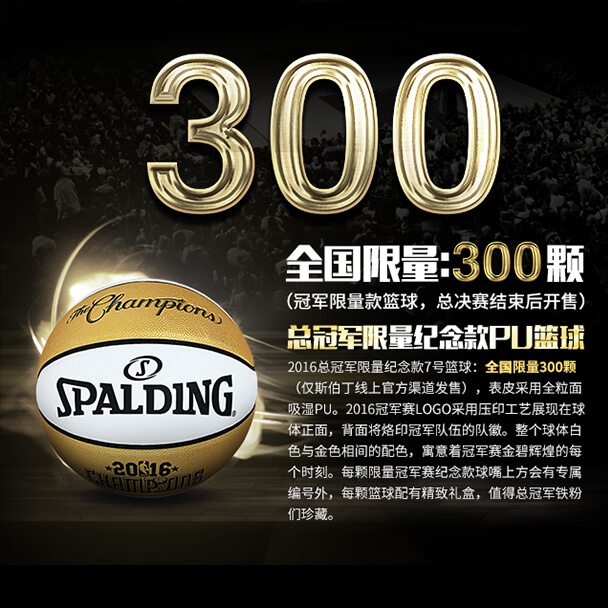 300
全国限量:300颗
（冠军限量款篮球，总决赛结束后开售）
总冠军限量纪念款PU篮球
2016总冠军限量纪念款7号篮球：全国限量300颗
（仅斯伯丁线上官方渠道发售），表皮采用全粒面
吸湿PU。2016冠军赛LOGO采用压印工艺展现在球
体正面，背面将烙印冠军队伍的队徽。整个球体白
色与金色相间的配色，寓意着冠军赛金碧辉煌的每
个时刻。每颗限量冠军赛纪念款球嘴上方会有专属
编号外，每颗篮球配有精致礼盒，值得总冠军铁粉
们珍藏。
The Champions
S
SPALDING
2016
CHAMPIONS